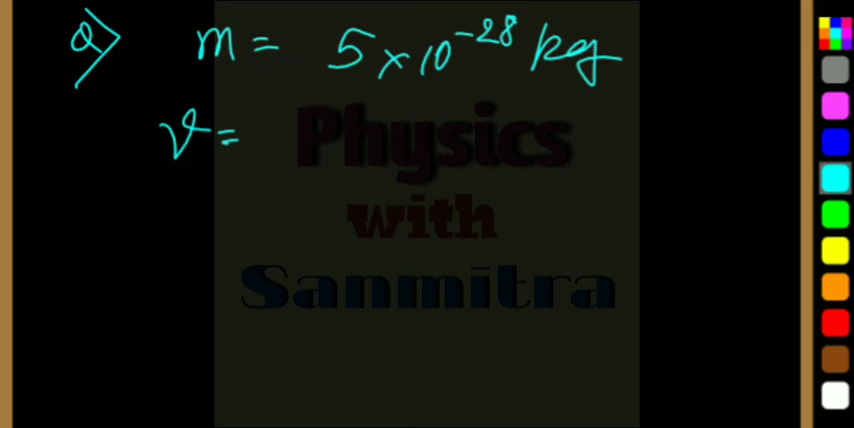 Q> m = 5×10⁻²⁸ kg
v =
Physics
with
Sanmitra